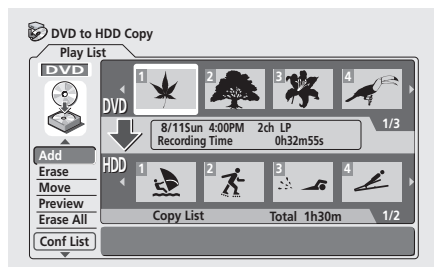 DVD to HDD Copy
Play List
DVD
DVD
1 2 3 4
8/11Sun 4:00PM 2ch LP
Recording Time 0h32m55s
1/3
Add
Erase
Move
Preview
Erase All
Conf List
HDD
1 2 3 4
Copy List Total 1h30m 1/2